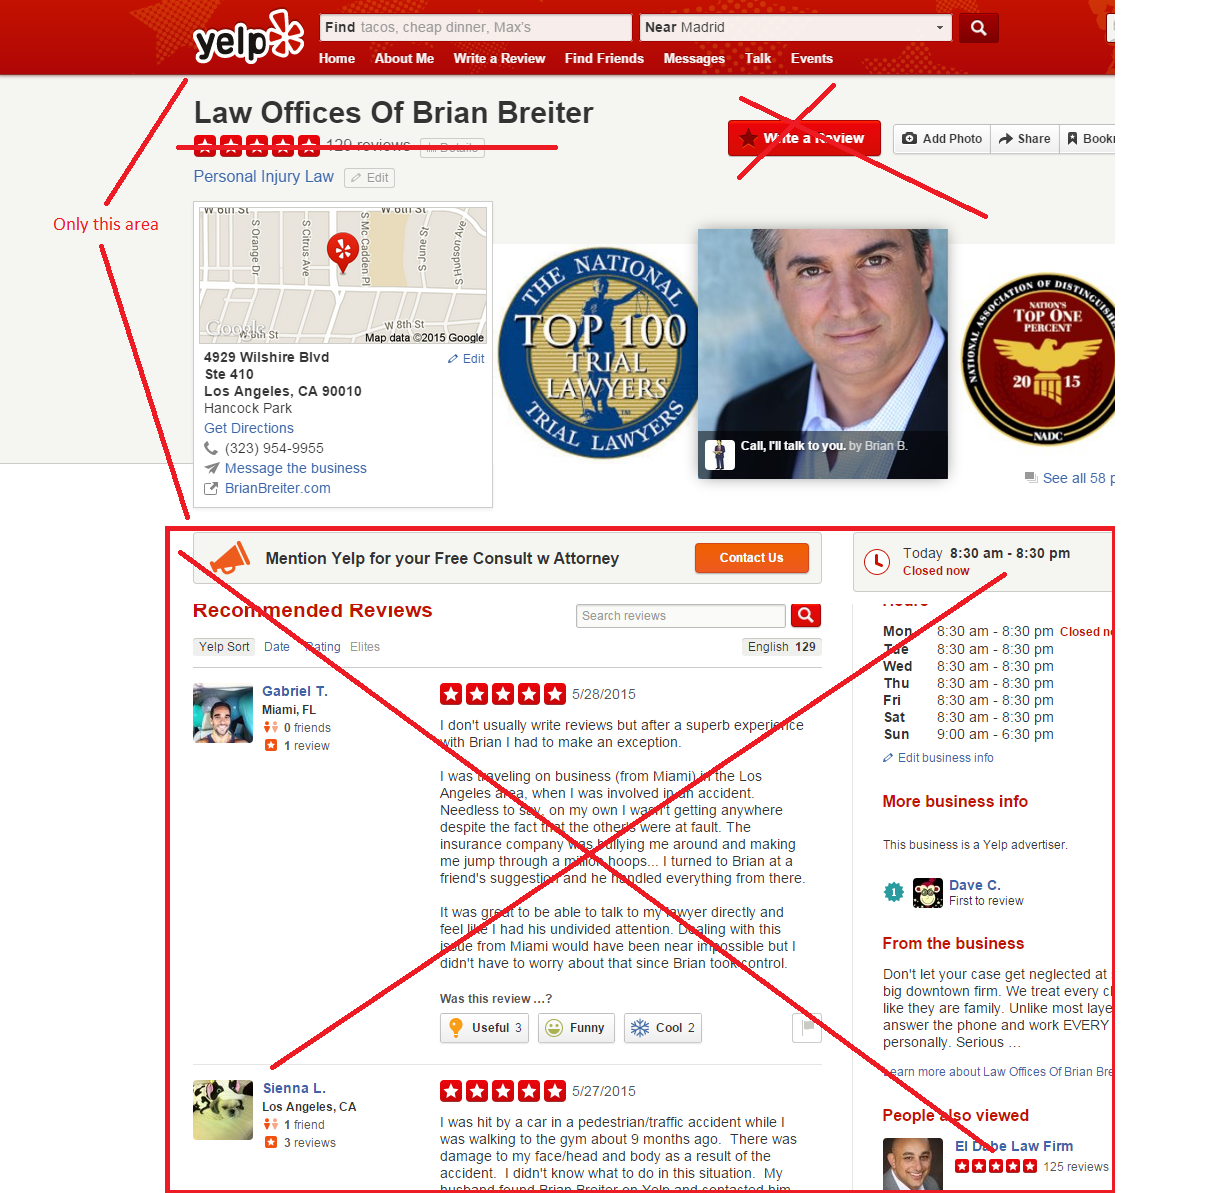 yelp
Find tacos, cheap dinner, Max's
Near Madrid
Home About Me Write a Review Find Friends Messages Talk Events
Law Offices Of Brian Breiter
129 reviews Details
Write a Review
Add Photo Share
Personal Injury Law Edit
Only this area
W 6th St W 6th St
S Orange Dr
S Citrus Ave
S Mc Cadden Pl
S June St
S Hudson Ave
W 8th St
W 8th St
Google
Map data ©2015 Google
4929 Wilshire Blvd
Edit
Ste 410
Los Angeles, CA 90010
Hancock Park
Get Directions
(323) 954-9955
Message the business
BrianBreiter.com
THE NATIONAL
TOP 100
TRIAL
LAWYERS
TRIAL LAWYERS
Call, I'll talk to you. by Brian B.
NATIONAL ASSOCIATION OF
NATION'S
TOP ONE
PERCENT
20 15
NADC
See all 58
Mention Yelp for your Free Consult w Attorney
Contact Us
Today 8:30 am - 8:30 pm
Closed now
Recommended Reviews
Search reviews
Yelp Sort Date Rating Elites
English 129
Gabriel T.
Miami, FL
0 friends
1 review
5/28/2015
I don't usually write reviews but after a superb experience
with Brian I had to make an exception.
I was traveling on business (from Miami) in the Los
Angeles area, when I was involved in an accident.
Needless to say, on my own I wasn't getting anywhere
despite the fact that the others were at fault. The
insurance company was bullying me around and making
me jump through a million hoops... I turned to Brian at a
friend's suggestion and he handled everything from there.
It was great to be able to talk to my lawyer directly and
feel like I had his undivided attention. Dealing with this
issue from Miami would have been near impossible but I
didn't have to worry about that since Brian took control.
Was this review ...?
Useful 3 Funny Cool 2
Sienna L.
Los Angeles, CA
1 friend
3 reviews
5/27/2015
I was hit by a car in a pedestrian/traffic accident while I
was walking to the gym about 9 months ago. There was
damage to my face/head and body as a result of the
accident. I didn't know what to do in this situation. My
husband found Brian Breiter on Yelp and contacted him
Hours
Mon 8:30 am - 8:30 pm Closed
Tue 8:30 am - 8:30 pm
Wed 8:30 am - 8:30 pm
Thu 8:30 am - 8:30 pm
Fri 8:30 am - 8:30 pm
Sat 8:30 am - 8:30 pm
Sun 9:00 am - 6:30 pm
Edit business info
More business info
This business is a Yelp advertiser.
1
Dave C.
First to review
From the business
Don't let your case get neglected at
big downtown firm. We treat every
like they are family. Unlike most
answer the phone and work EVERY
personally. Serious ...
Learn more about Law Offices Of Brian
People also viewed
El Dabe Law Firm
125 reviews